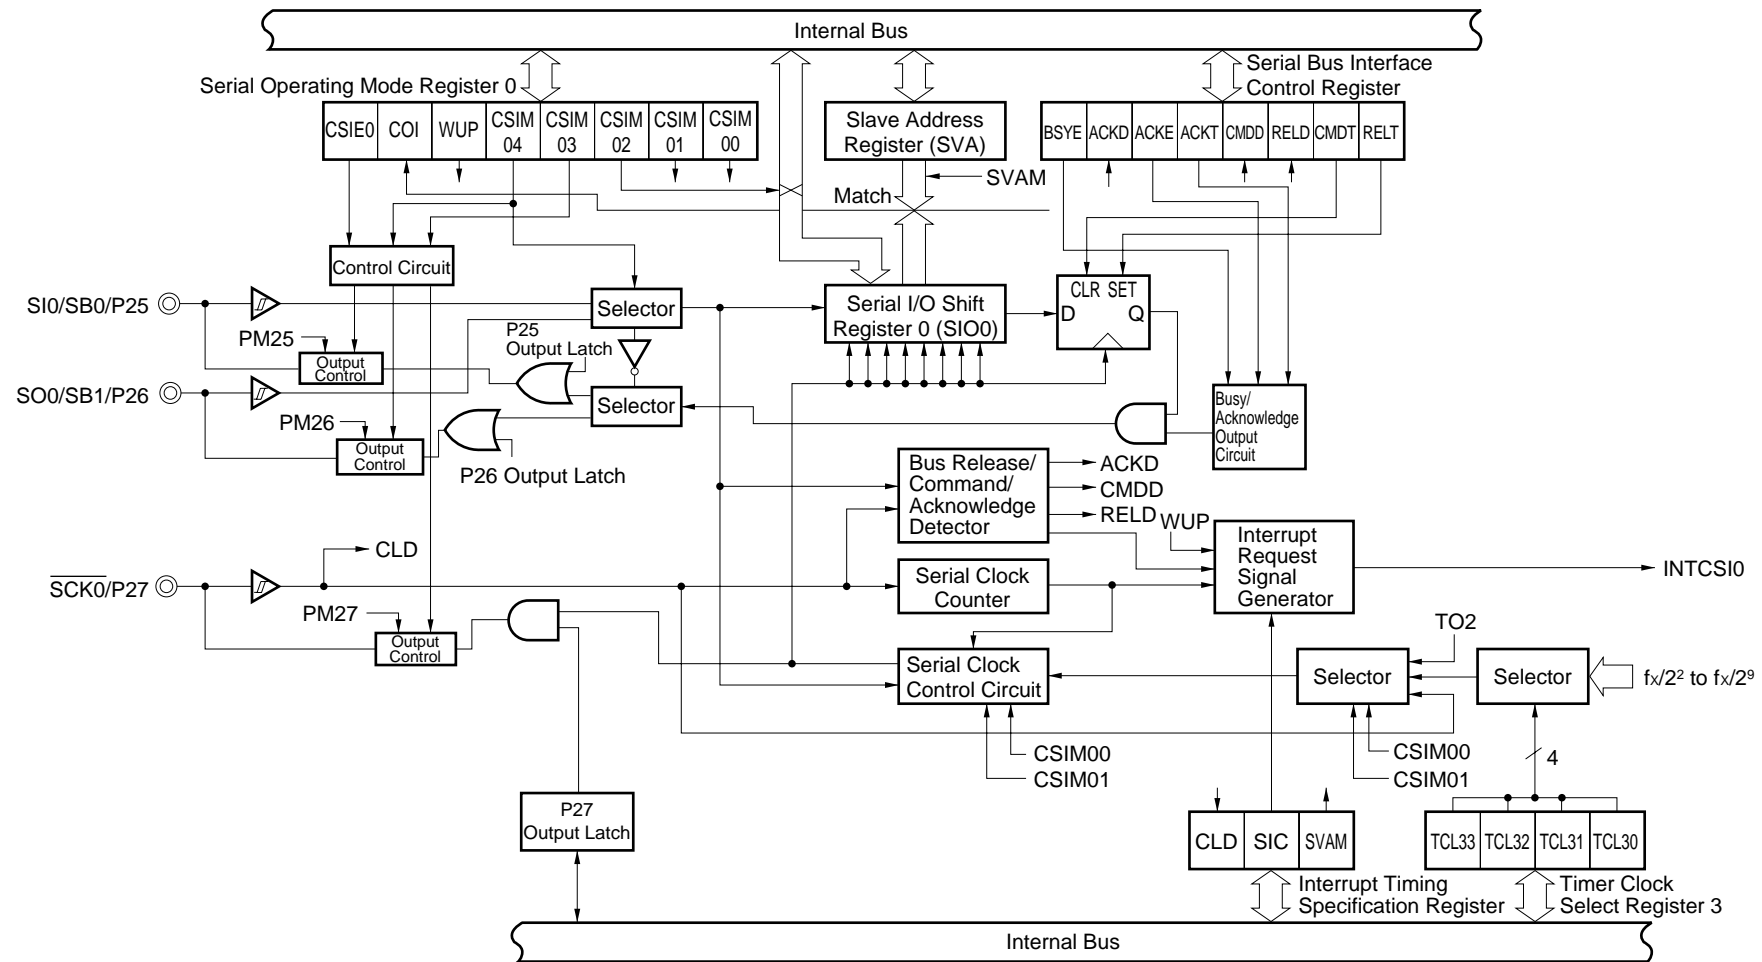 Internal Bus
Serial Operating Mode Register 0
Serial Bus Interface
Control Register
CSIE0 COI WUP CSIM 04 CSIM 03 CSIM 02 CSIM 01 CSIM 00
Slave Address
Register (SVA)
BSYE ACKD ACKE ACKT CMDD RELD CMDT RELT
SVAM
Match
Control Circuit
SI0/SB0/P25
Selector
Serial I/O Shift
Register 0 (SIO0)
CLR SET
D Q
PM25
Output
Control
P25
Output Latch
SO0/SB1/P26
Selector
Busy/
Acknowledge
Output
Circuit
PM26
Output
Control
P26 Output Latch
Bus Release/
Command/
Acknowledge
Detector
ACKD
CMDD
RELD
WUP
Interrupt
Request
Signal
Generator
INTCSI0
CLD
SCK0/P27
Serial Clock
Counter
PM27
Output
Control
TO2
Serial Clock
Control Circuit
Selector
Selector
fx/2² to fx/2⁹
CSIM00
CSIM01
CSIM00
CSIM01
4
P27
Output Latch
CLD SIC SVAM
TCL33 TCL32 TCL31 TCL30
Interrupt Timing
Specification Register
Timer Clock
Select Register 3
Internal Bus